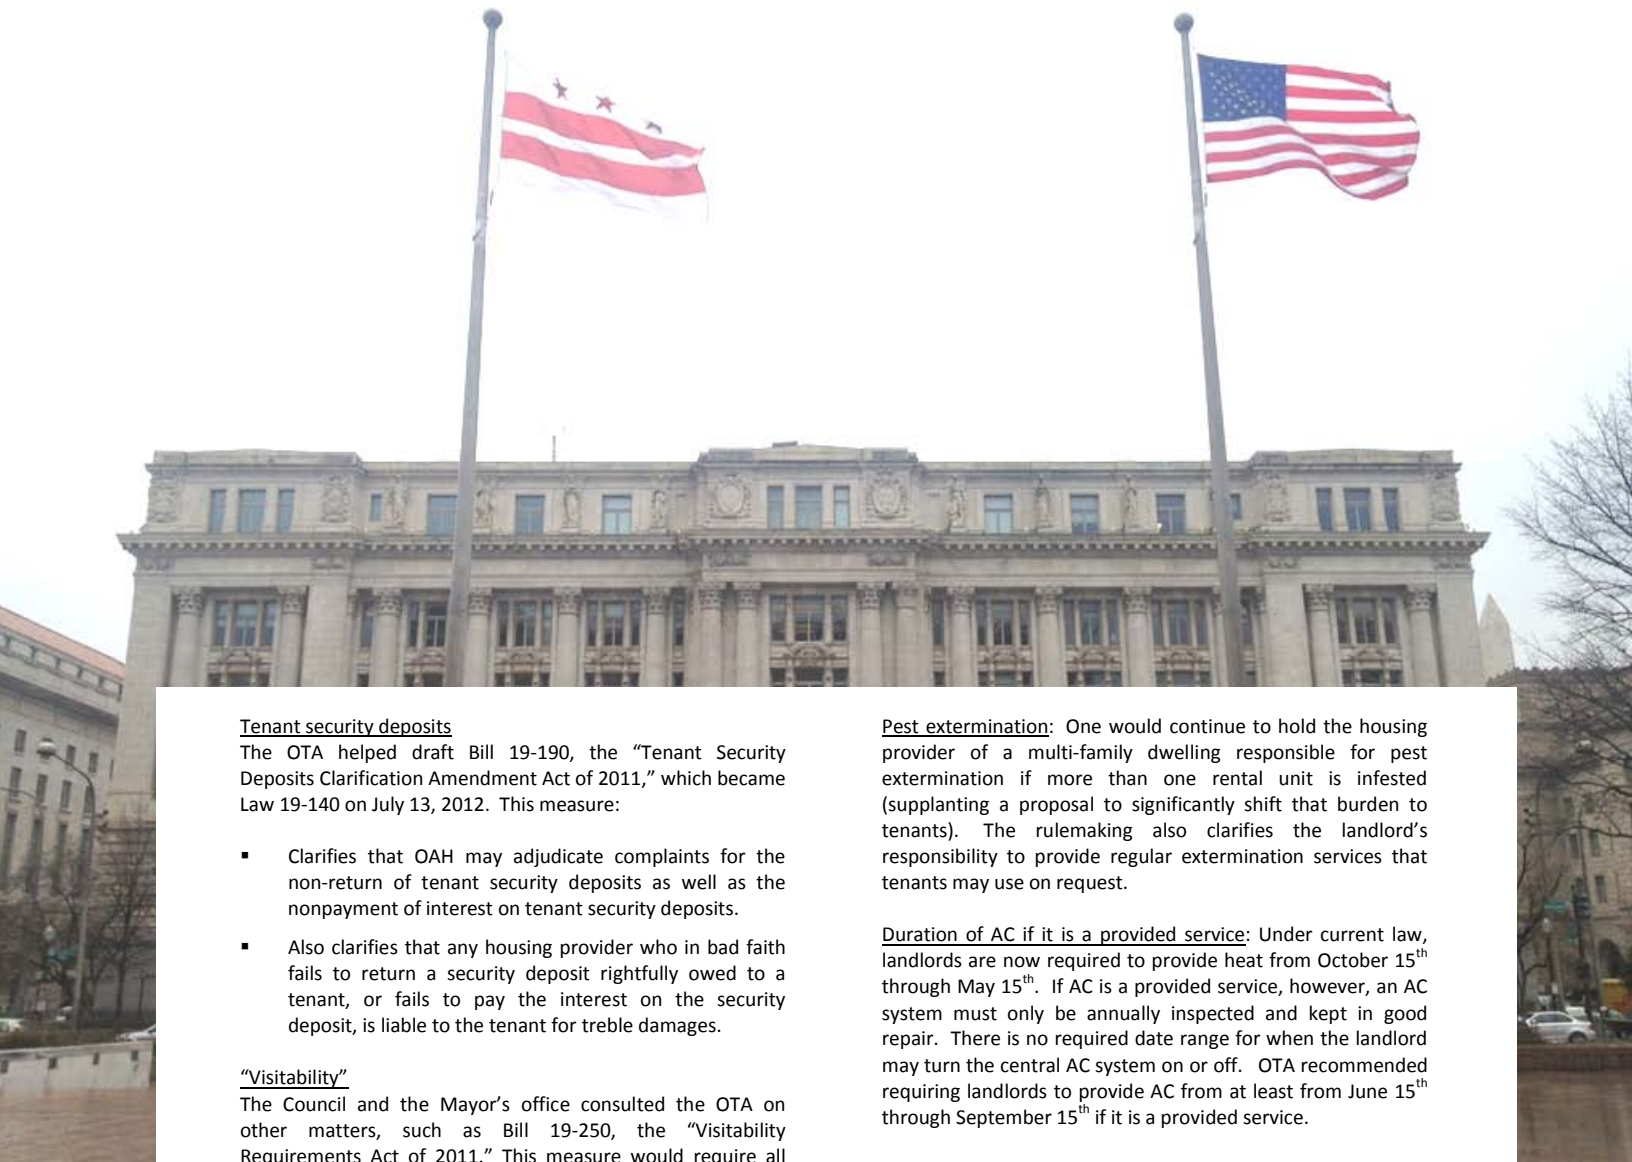 Tenant security deposits
The OTA helped draft Bill 19-190, the “Tenant Security
Deposits Clarification Amendment Act of 2011,” which became
Law 19-140 on July 13, 2012. This measure:
▪ Clarifies that OAH may adjudicate complaints for the
non-return of tenant security deposits as well as the
nonpayment of interest on tenant security deposits.
▪ Also clarifies that any housing provider who in bad faith
fails to return a security deposit rightfully owed to a
tenant, or fails to pay the interest on the security
deposit, is liable to the tenant for treble damages.
“Visitability”
The Council and the Mayor’s office consulted the OTA on
other matters, such as Bill 19-250, the “Visitability
Requirements Act of 2011.” This measure would require all
Pest extermination: One would continue to hold the housing
provider of a multi-family dwelling responsible for pest
extermination if more than one rental unit is infested
(supplanting a proposal to significantly shift that burden to
tenants). The rulemaking also clarifies the landlord’s
responsibility to provide regular extermination services that
tenants may use on request.
Duration of AC if it is a provided service: Under current law,
landlords are now required to provide heat from October 15th
through May 15th. If AC is a provided service, however, an AC
system must only be annually inspected and kept in good
repair. There is no required date range for when the landlord
may turn the central AC system on or off. OTA recommended
requiring landlords to provide AC from at least from June 15th
through September 15th if it is a provided service.